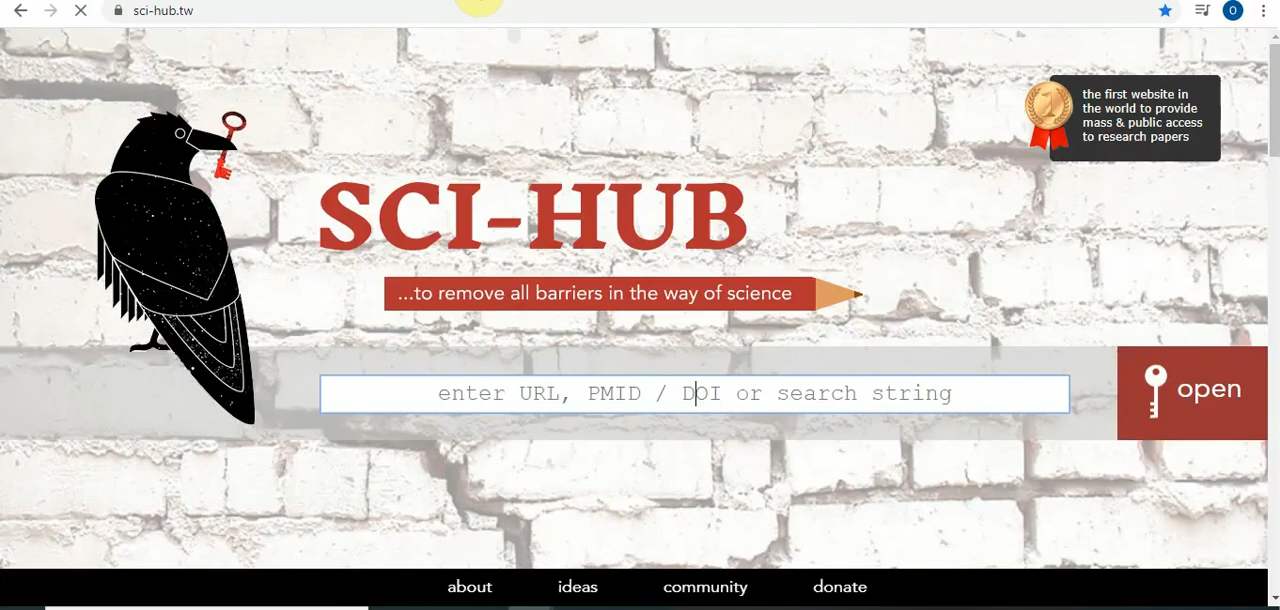 sci-hub.tw
O
the first website in
the world to provide
mass & public access
to research papers
1
SCI-HUB
...to remove all barriers in the way of science
enter URL, PMID / DOI or search string
open
about ideas community donate